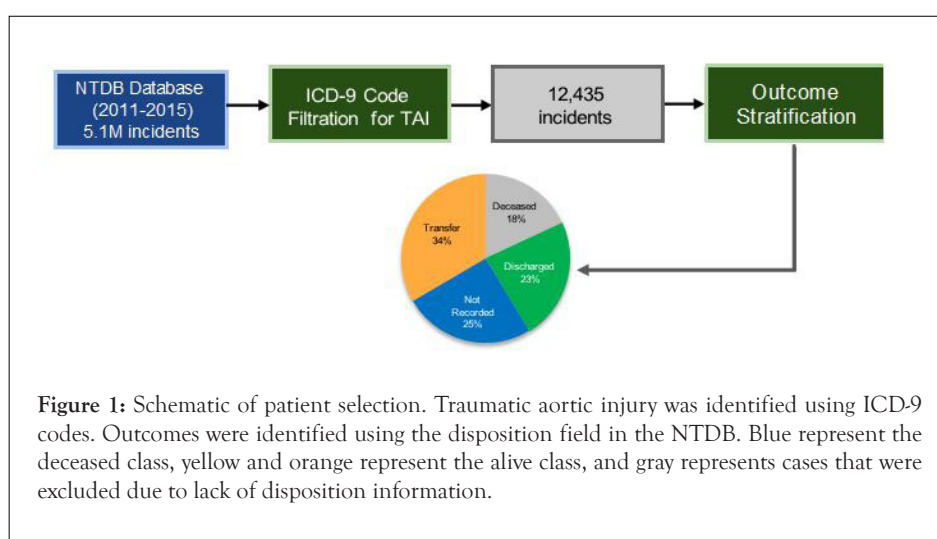 NTDB Database
(2011-2015)
5.1M incidents
ICD-9 Code
Filtration for TAI
12,435
incidents
Outcome
Stratification
Deceased
18%
Transfer
34%
Discharged
23%
Not
Recorded
25%
Figure 1: Schematic of patient selection. Traumatic aortic injury was identified using ICD-9
codes. Outcomes were identified using the disposition field in the NTDB. Blue represent the
deceased class, yellow and orange represent the alive class, and gray represents cases that were
excluded due to lack of disposition information.